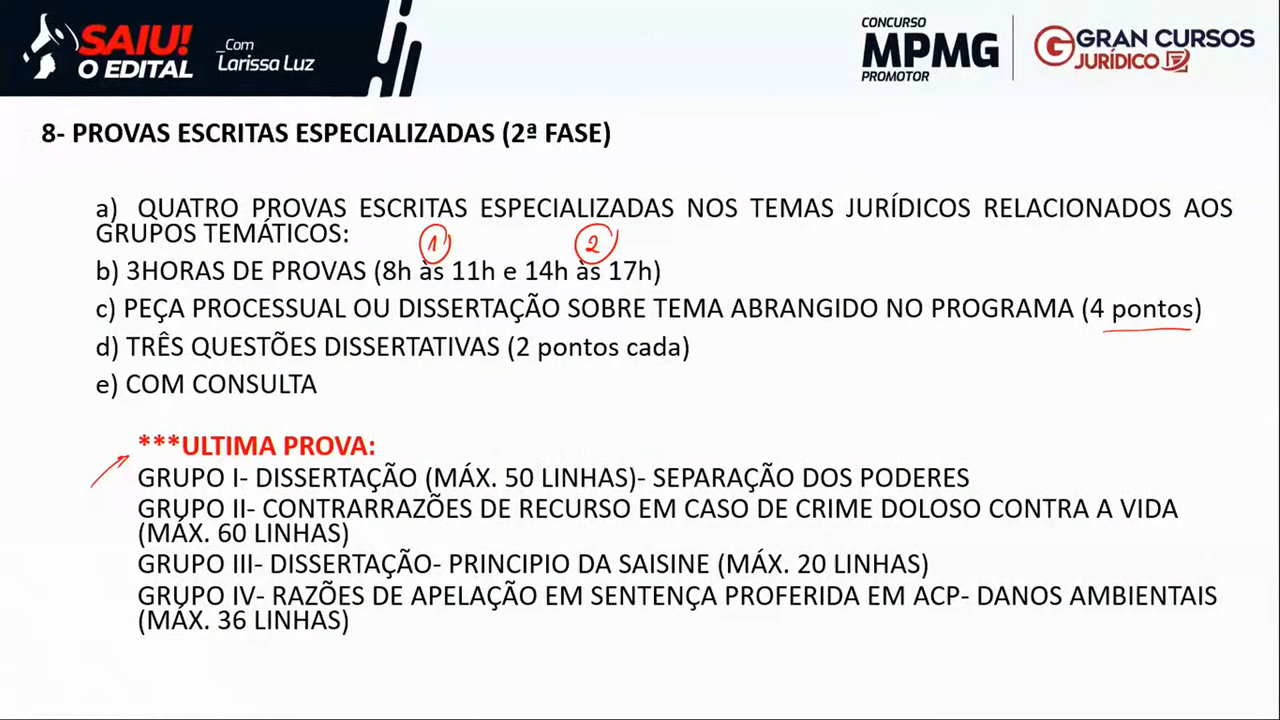 SAIU!
O EDITAL
_Com
Larissa Luz
CONCURSO
MPMG
PROMOTOR
GRAN CURSOS
JURÍDICO
8- PROVAS ESCRITAS ESPECIALIZADAS (2ª FASE)
a) QUATRO PROVAS ESCRITAS ESPECIALIZADAS NOS TEMAS JURÍDICOS RELACIONADOS AOS
GRUPOS TEMÁTICOS:
1 2
b) 3HORAS DE PROVAS (8h às 11h e 14h às 17h)
c) PEÇA PROCESSUAL OU DISSERTAÇÃO SOBRE TEMA ABRANGIDO NO PROGRAMA (4 pontos)
d) TRÊS QUESTÕES DISSERTATIVAS (2 pontos cada)
e) COM CONSULTA
***ULTIMA PROVA:
GRUPO I- DISSERTAÇÃO (MÁX. 50 LINHAS)- SEPARAÇÃO DOS PODERES
GRUPO II- CONTRARRAZÕES DE RECURSO EM CASO DE CRIME DOLOSO CONTRA A VIDA
(MÁX. 60 LINHAS)
GRUPO III- DISSERTAÇÃO- PRINCIPIO DA SAISINE (MÁX. 20 LINHAS)
GRUPO IV- RAZÕES DE APELAÇÃO EM SENTENÇA PROFERIDA EM ACP- DANOS AMBIENTAIS
(MÁX. 36 LINHAS)